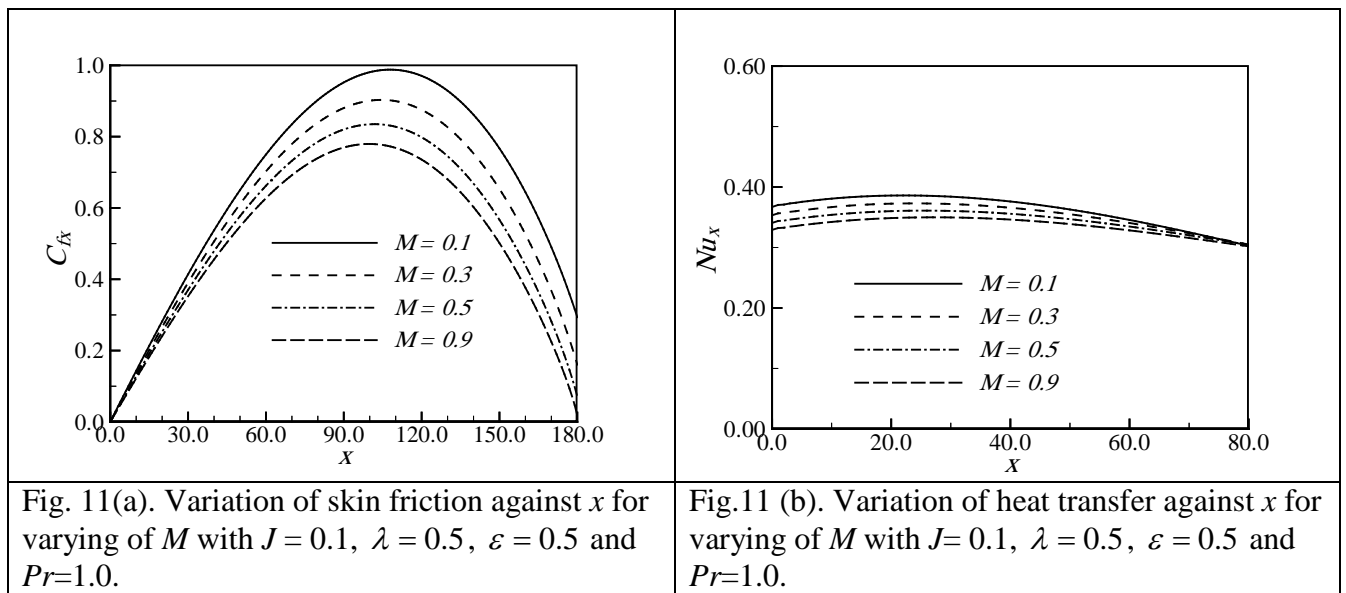 1.0
0.8
0.6
0.4
0.2
0.0
C_fx
M = 0.1
M = 0.3
M = 0.5
M = 0.9
0.0 30.0 60.0 90.0 120.0 150.0 180.0
x
Fig. 11(a). Variation of skin friction against x for
varying of M with J = 0.1, λ = 0.5, ε = 0.5 and
Pr=1.0.
0.60
0.40
0.20
0.00
Nu_x
M = 0.1
M = 0.3
M = 0.5
M = 0.9
0.0 20.0 40.0 60.0 80.0
x
Fig.11 (b). Variation of heat transfer against x for
varying of M with J= 0.1, λ = 0.5, ε = 0.5 and
Pr=1.0.